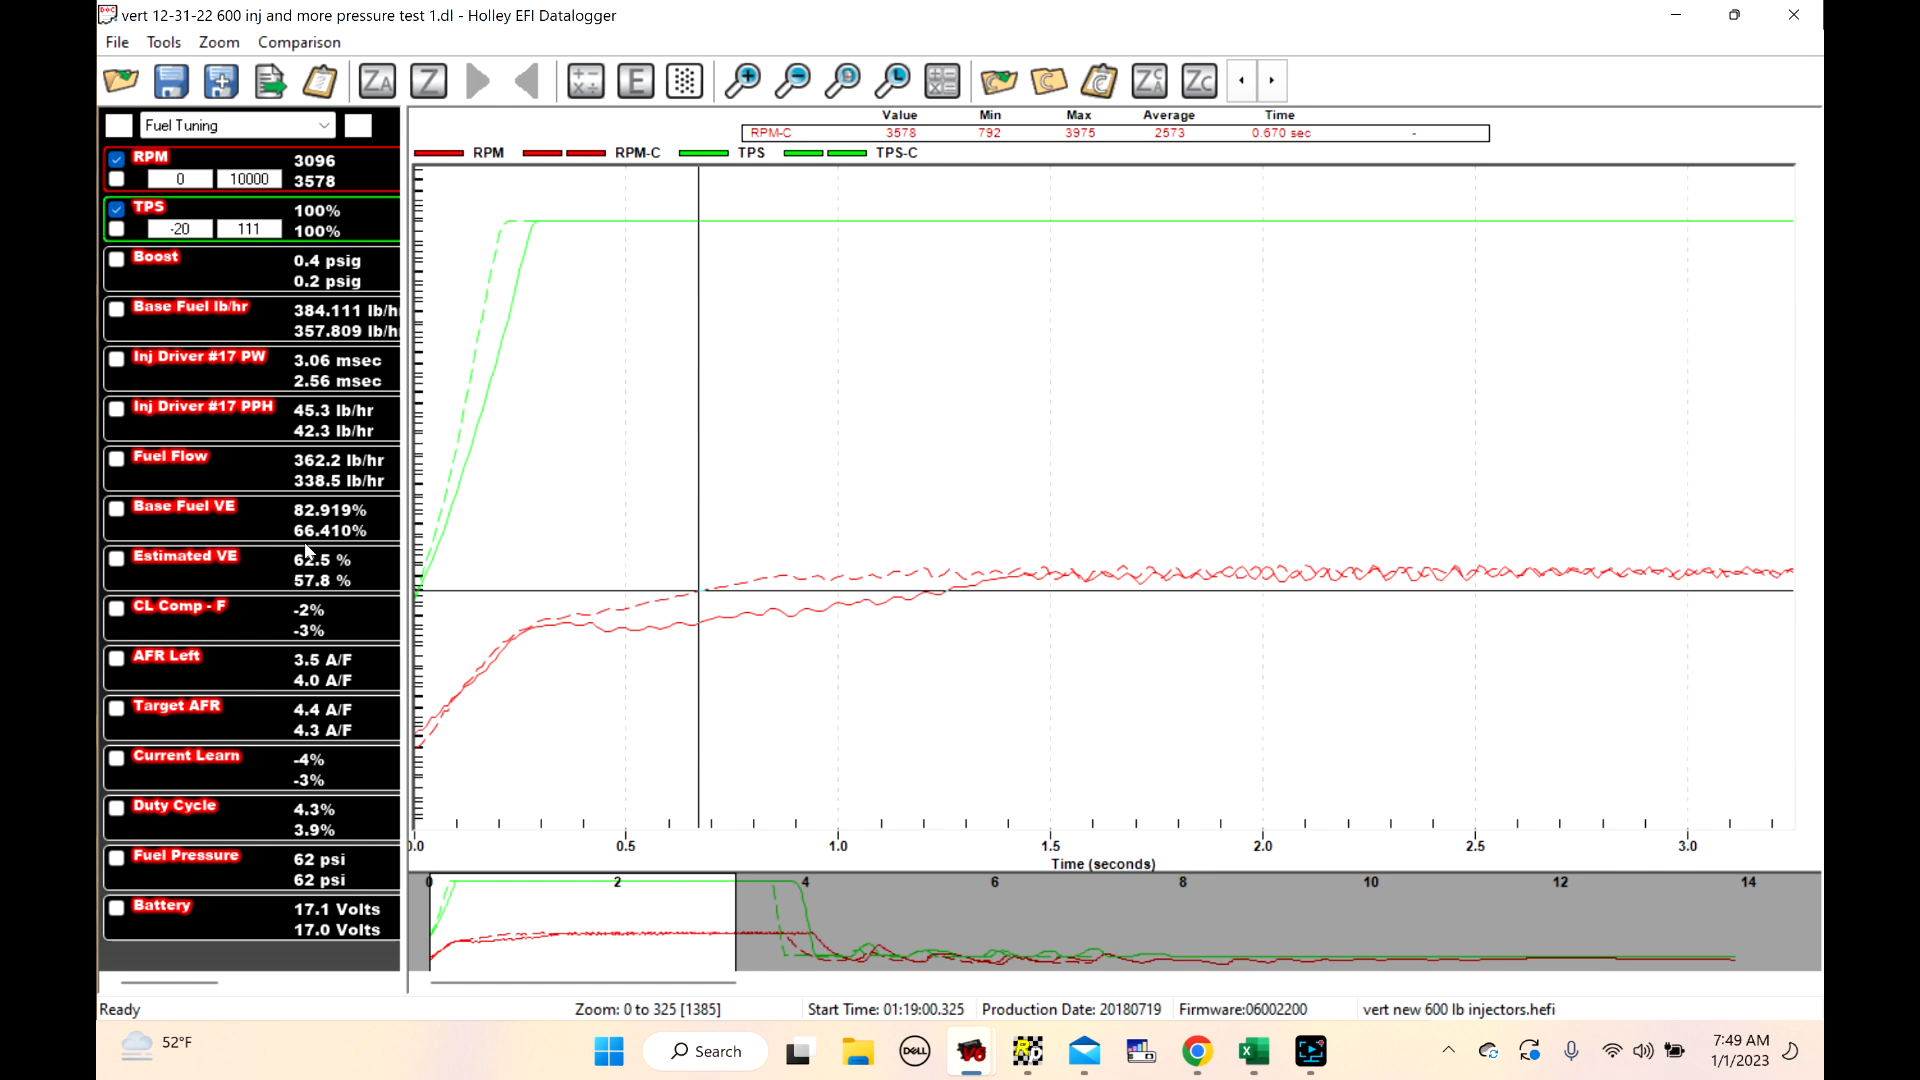 vert 12-31-22 600 inj and more pressure test 1.dl - Holley EFI Datalogger
File Tools Zoom Comparison
ZA Z E ZCA ZC
Value Min Max Average Time
RPM-C 3578 792 3975 2573 0.670 sec -
RPM RPM-C TPS TPS-C
Fuel Tuning
RPM 3096
0 10000 3578
TPS 100%
-20 111 100%
Boost 0.4 psig
0.2 psig
Base Fuel lb/hr 384.111 lb/h
357.809 lb/h
Inj Driver #17 PW 3.06 msec
2.56 msec
Inj Driver #17 PPH 45.3 lb/hr
42.3 lb/hr
Fuel Flow 362.2 lb/hr
338.5 lb/hr
Base Fuel VE 82.919%
66.410%
Estimated VE 62.5 %
57.8 %
CL Comp - F -2%
-3%
AFR Left 3.5 A/F
4.0 A/F
Target AFR 4.4 A/F
4.3 A/F
Current Learn -4%
-3%
Duty Cycle 4.3%
3.9%
Fuel Pressure 62 psi
62 psi
Battery 17.1 Volts
17.0 Volts
0.0 0.5 1.0 1.5 2.0 2.5 3.0
Time (seconds)
0 2 4 6 8 10 12 14
Ready Zoom: 0 to 325 [1385] Start Time: 01:19:00.325 Production Date: 20180719 Firmware:06002200 vert new 600 lb injectors.hefi
52°F Search DELL 7:49 AM
1/1/2023